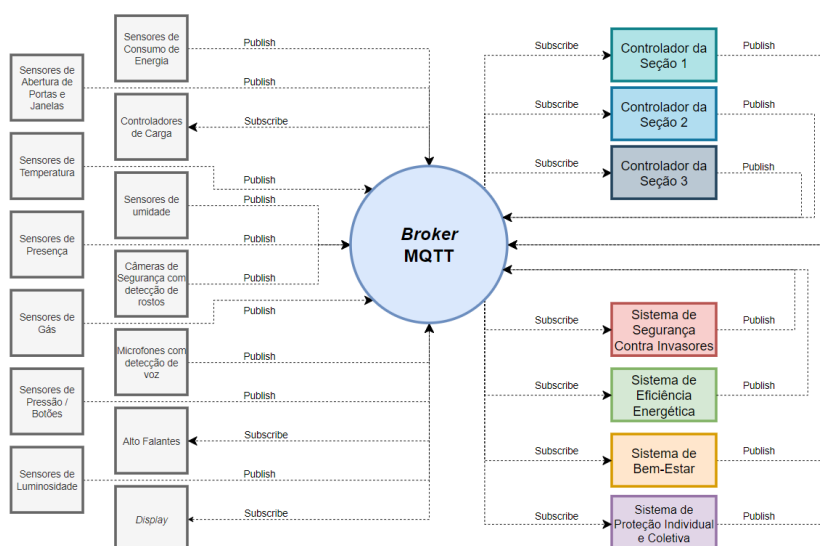 Sensores de
Consumo de
Energia
Publish
Sensores de
Abertura de
Portas e
Janelas
Publish
Controladores
de Carga
Subscribe
Sensores de
Temperatura
Publish
Sensores de
umidade
Publish
Sensores de
Presença
Publish
Câmeras de
Segurança com
detecção de
rostos
Publish
Sensores de
Gás
Publish
Microfones com
detecção de
voz
Publish
Sensores de
Pressão /
Botões
Publish
Alto Falantes
Subscribe
Sensores de
Luminosidade
Publish
Display
Subscribe
Broker
MQTT
Subscribe
Controlador da
Seção 1
Publish
Subscribe
Controlador da
Seção 2
Publish
Subscribe
Controlador da
Seção 3
Publish
Subscribe
Sistema de
Segurança
Contra Invasores
Publish
Subscribe
Sistema de
Eficiência
Energética
Publish
Subscribe
Sistema de
Bem-Estar
Publish
Subscribe
Sistema de
Proteção Individual
e Coletiva
Publish